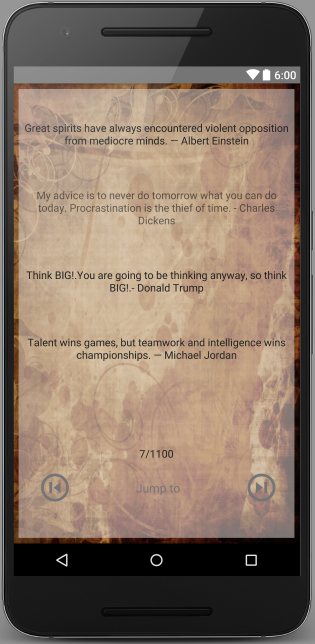 6:00
Great spirits have always encountered violent opposition
from mediocre minds. — Albert Einstein
My advice is to never do tomorrow what you can do
today. Procrastination is the thief of time. - Charles
Dickens
Think BIG!.You are going to be thinking anyway, so think
BIG!.- Donald Trump
Talent wins games, but teamwork and intelligence wins
championships. — Michael Jordan
7/1100
Jump to